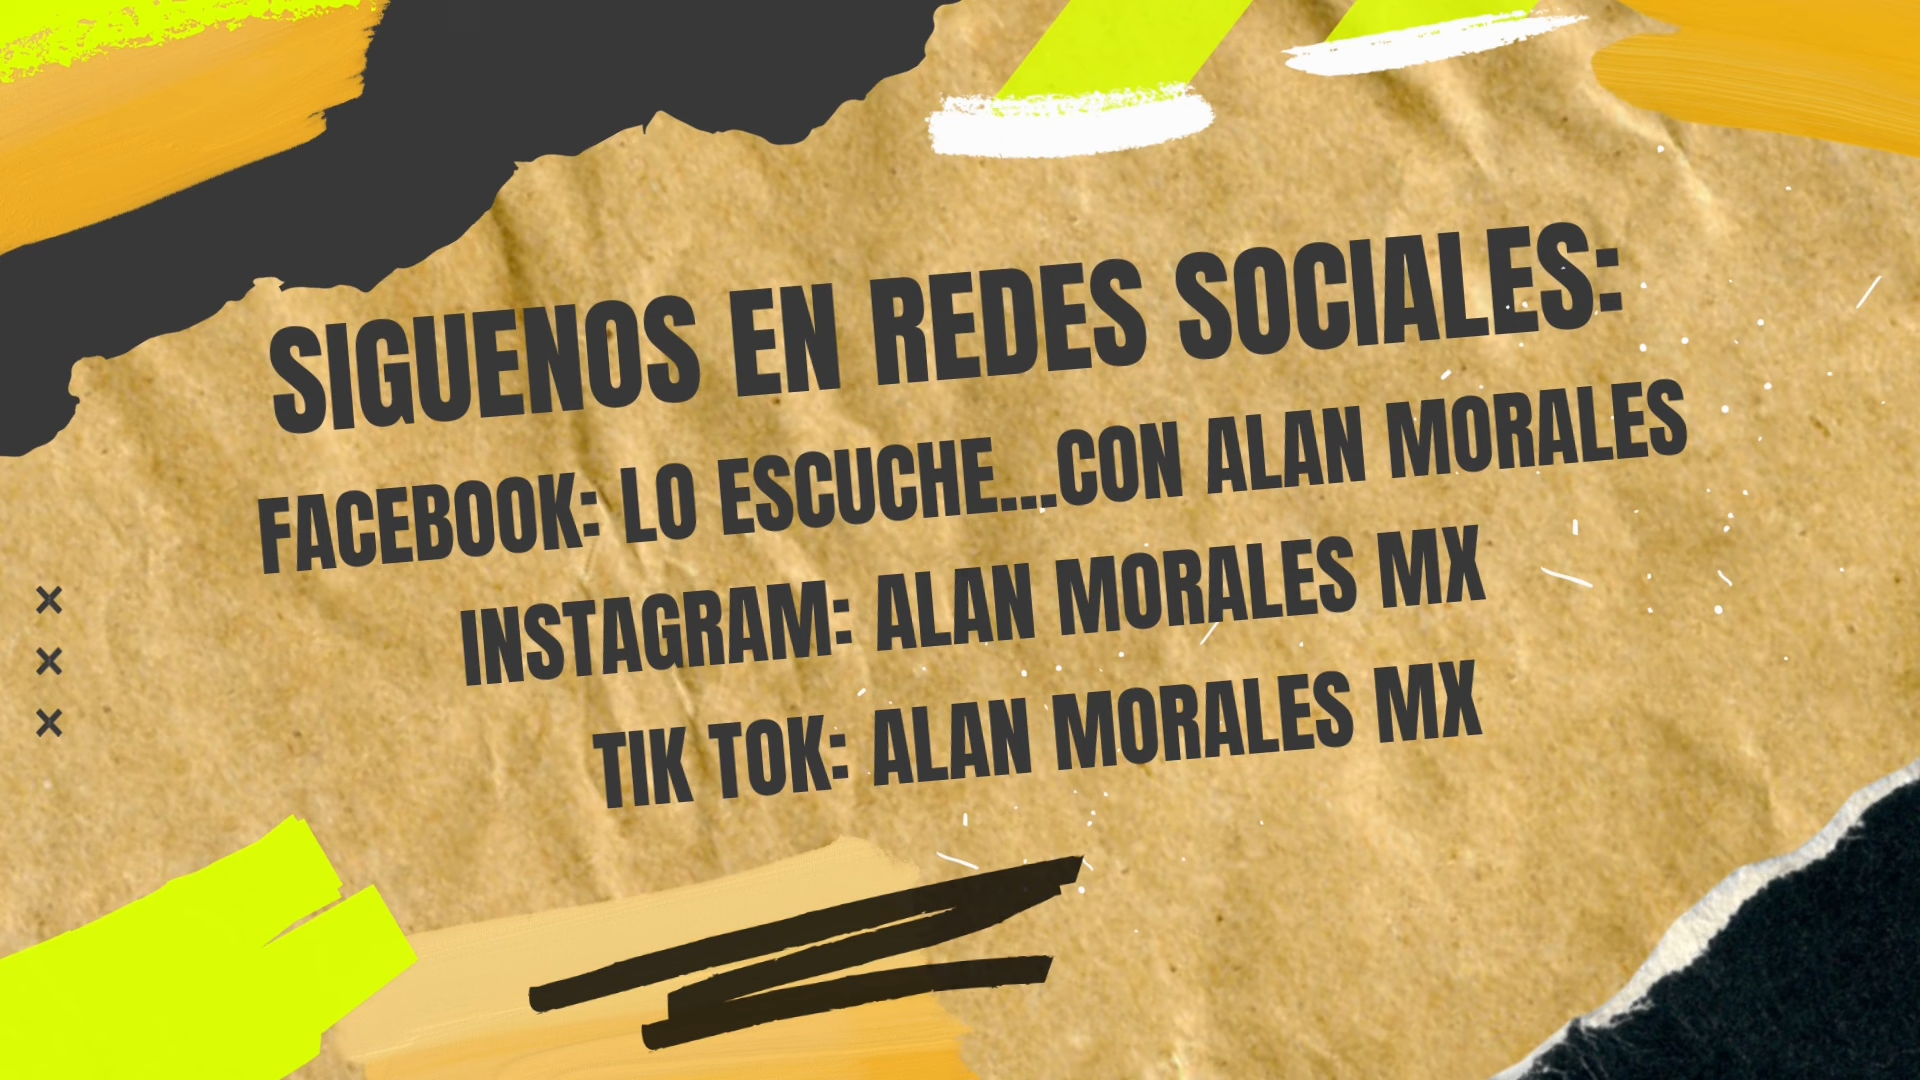 SIGUENOS EN REDES SOCIALES:
FACEBOOK: LO ESCUCHE...CON ALAN MORALES
INSTAGRAM: ALAN MORALES MX
TIK TOK: ALAN MORALES MX